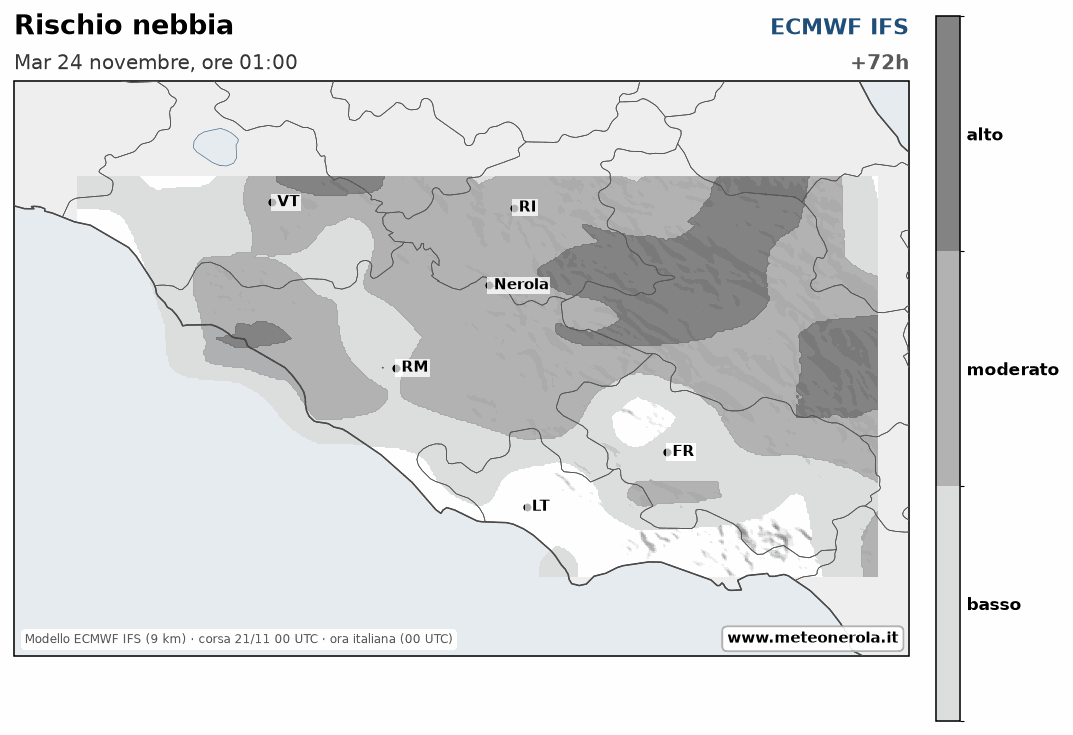 Rischio nebbia
ECMWF IFS
Mar 24 novembre, ore 01:00
+72h
alto
VT
RI
Nerola
moderato
RM
FR
LT
basso
Modello ECMWF IFS (9 km) · corsa 21/11 00 UTC · ora italiana (00 UTC)
www.meteonerola.it